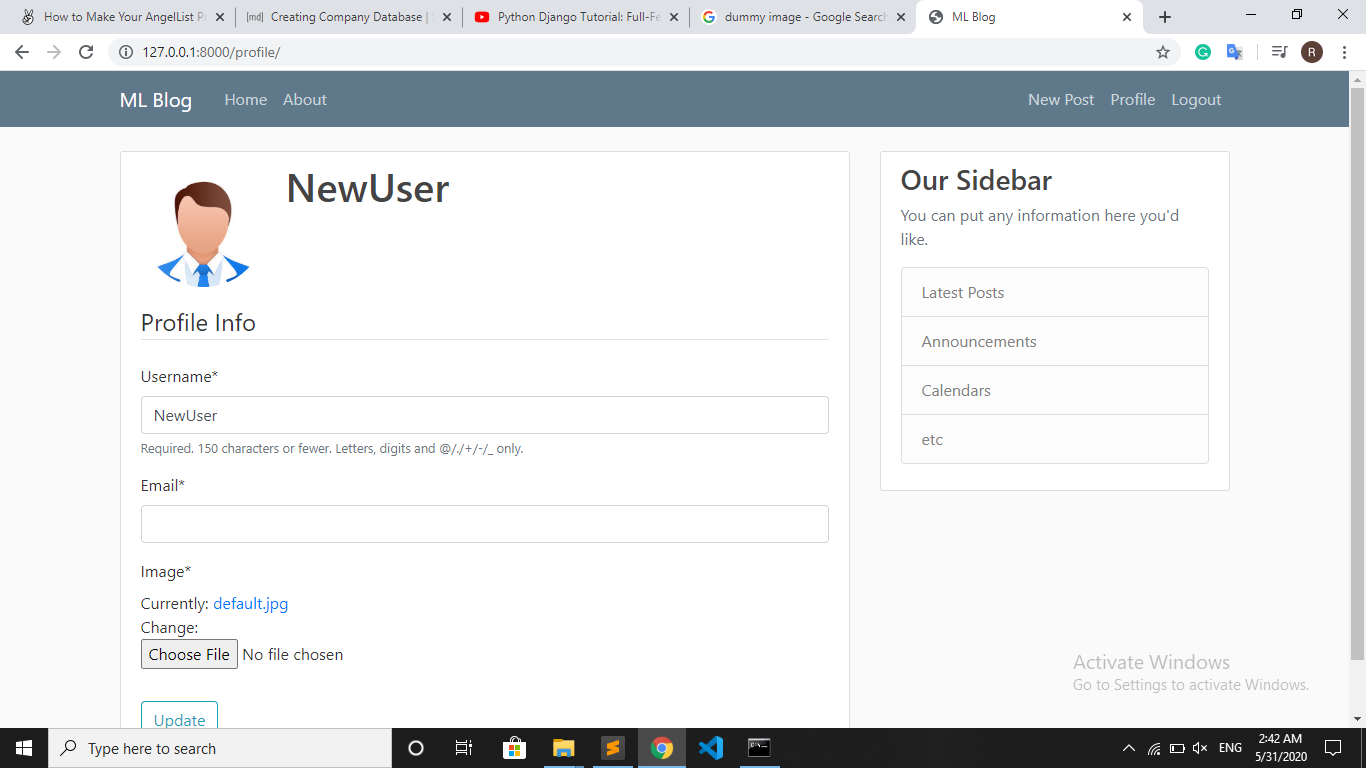 How to Make Your AngelList Pr
[md] Creating Company Database |
Python Django Tutorial: Full-Fe
dummy image - Google Search
ML Blog
127.0.0.1:8000/profile/
R
ML Blog Home About New Post Profile Logout
NewUser
Profile Info
Username*
NewUser
Required. 150 characters or fewer. Letters, digits and @/./+/-/_ only.
Email*
Image*
Currently: default.jpg
Change:
Choose File No file chosen
Update
Our Sidebar
You can put any information here you'd
like.
Latest Posts
Announcements
Calendars
etc
Activate Windows
Go to Settings to activate Windows.
Type here to search
ENG
2:42 AM
5/31/2020